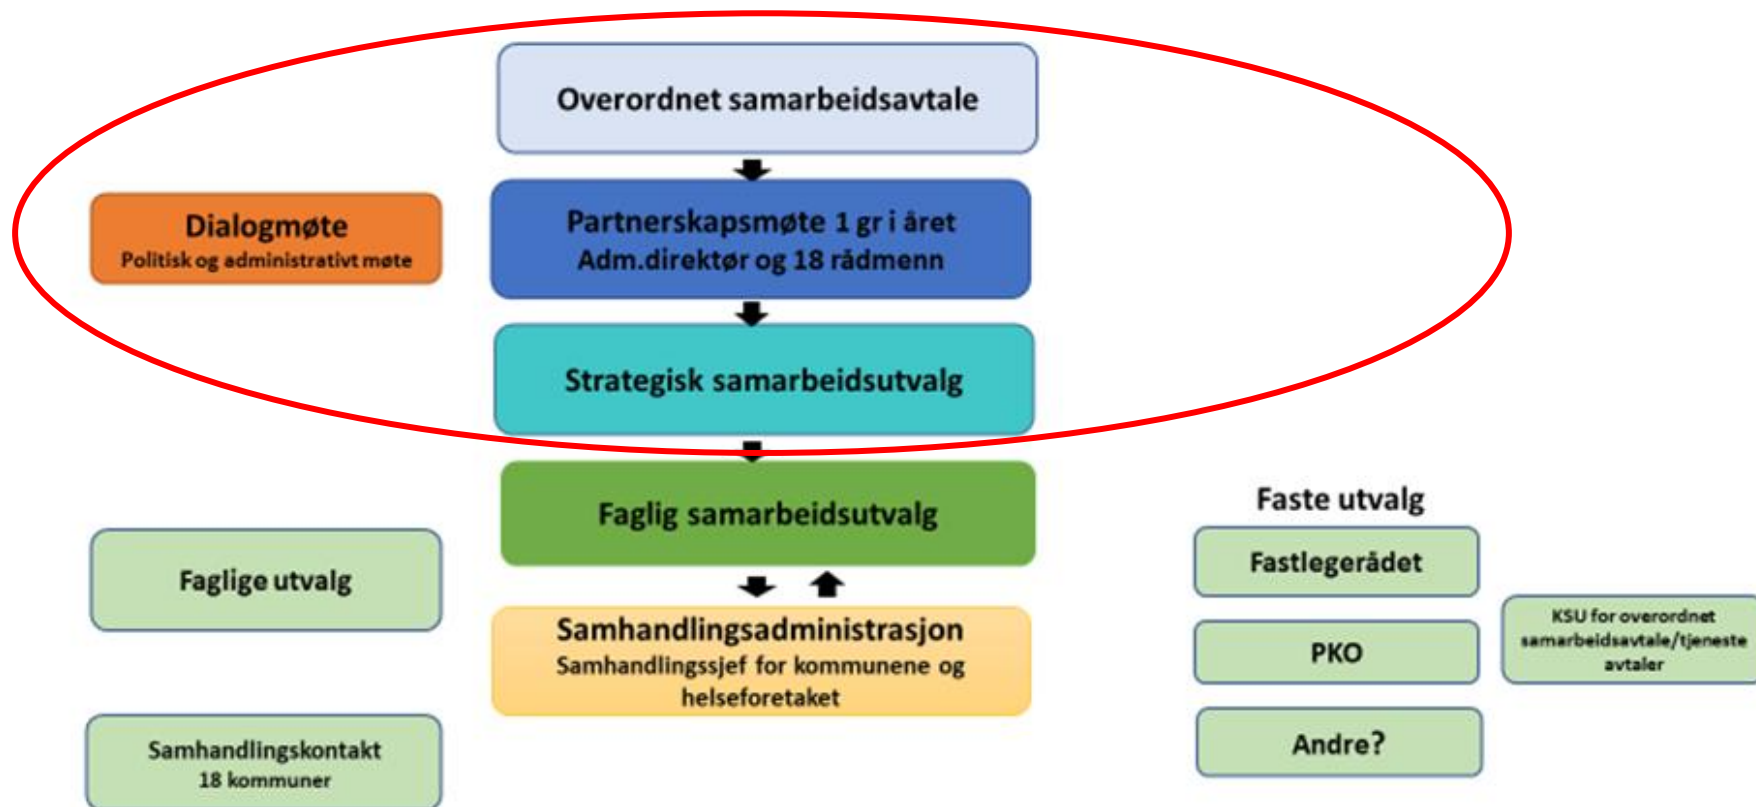 Overordnet samarbeidsavtale
Dialogmøte
Politisk og administrativt møte
Partnerskapsmøte 1 gr i året
Adm.direktør og 18 rådmenn
Strategisk samarbeidsutvalg
Faglig samarbeidsutvalg
Faglige utvalg
Samhandlingsadministrasjon
Samhandlingssjef for kommunene og
helseforetaket
Samhandlingskontakt
18 kommuner
Faste utvalg
Fastlegerådet
PKO
KSU for overordnet
samarbeidsavtale/tjeneste
avtaler
Andre?